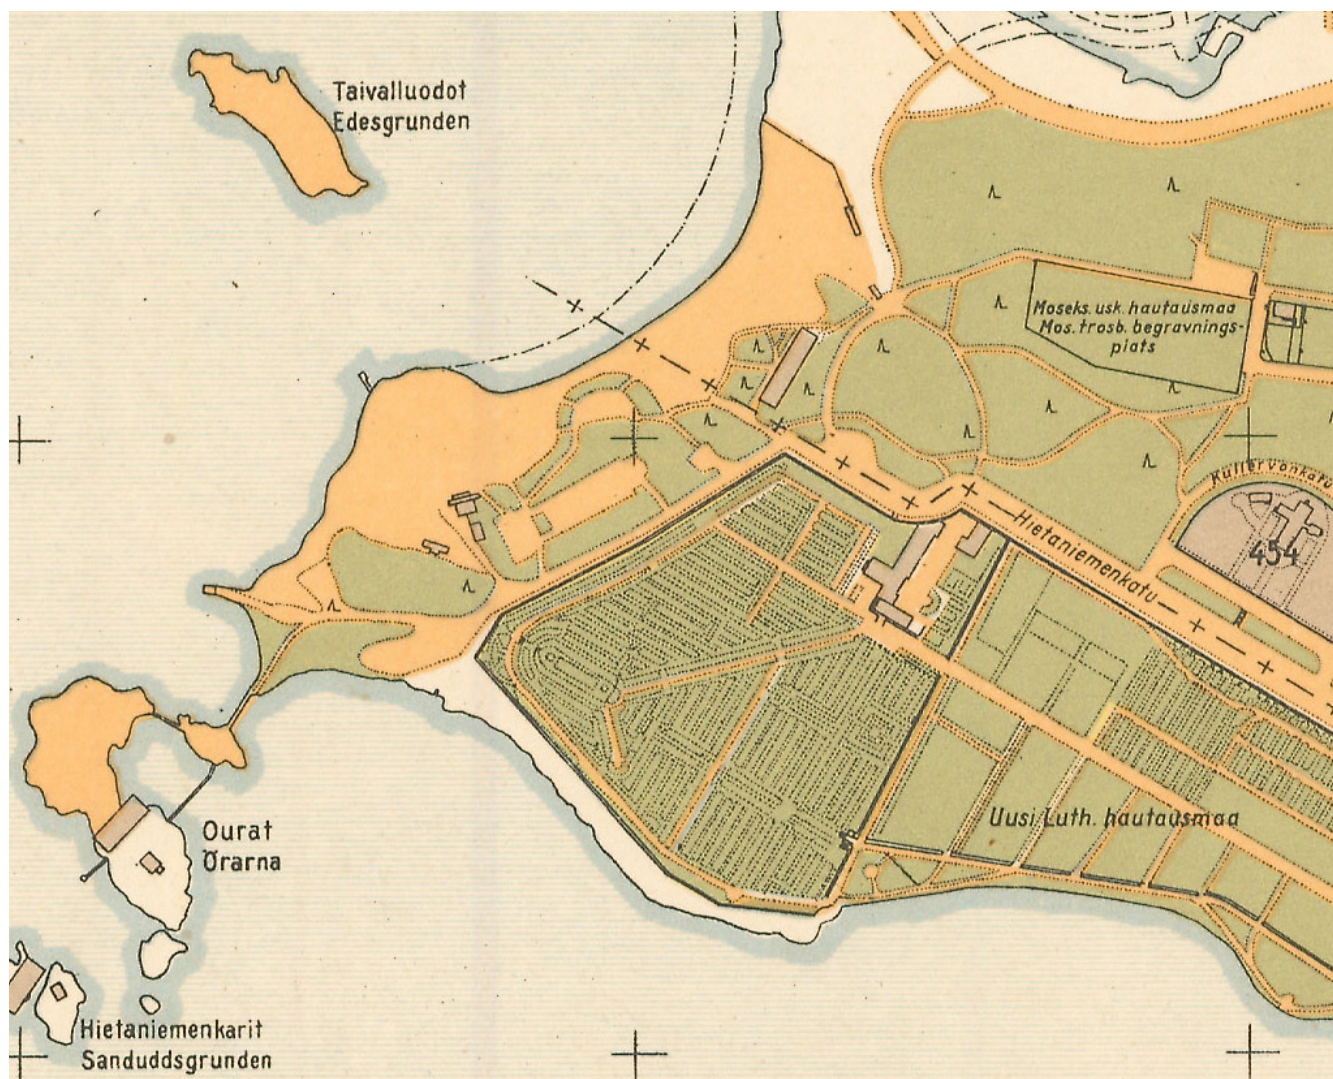 Taivalluodot
Edesgrunden
Moseks. usk. hautausmaa
Mos. trosb. begravnings-
plats
Kullervonkatu
454
Hietaniemenkatu
Uusi Luth. hautausmaa
Ourat
Örarna
Hietaniemenkarit
Sanduddsgrunden